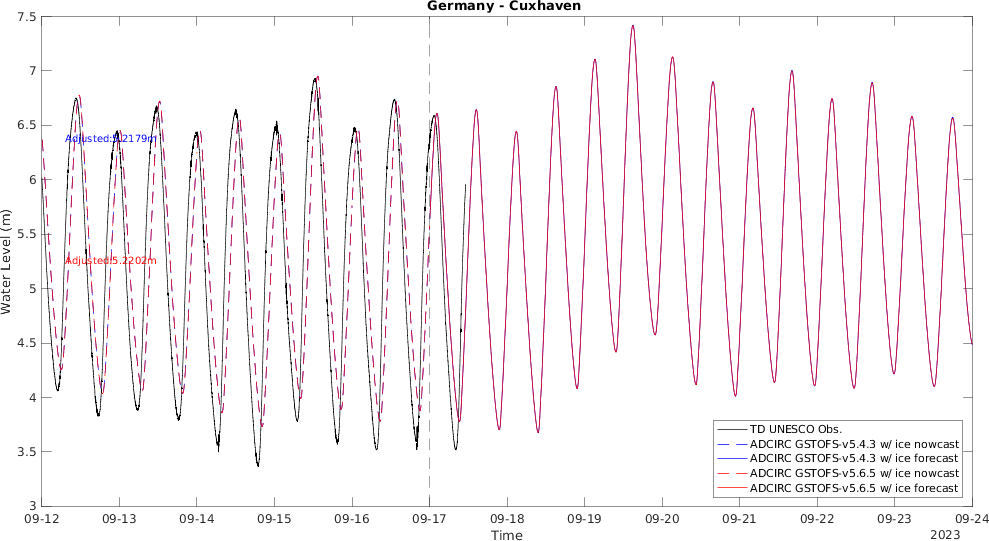 Germany - Cuxhaven
7.5
7
6.5
6
5.5
5
4.5
4
3.5
3
Water Level (m)
Adjusted:5.2179m
Adjusted:5.2202m
TD UNESCO Obs.
ADCIRC GSTOFS-v5.4.3 w/ ice nowcast
ADCIRC GSTOFS-v5.4.3 w/ ice forecast
ADCIRC GSTOFS-v5.6.5 w/ ice nowcast
ADCIRC GSTOFS-v5.6.5 w/ ice forecast
09-12 09-13 09-14 09-15 09-16 09-17 09-18 09-19 09-20 09-21 09-22 09-23 09-24
Time
2023